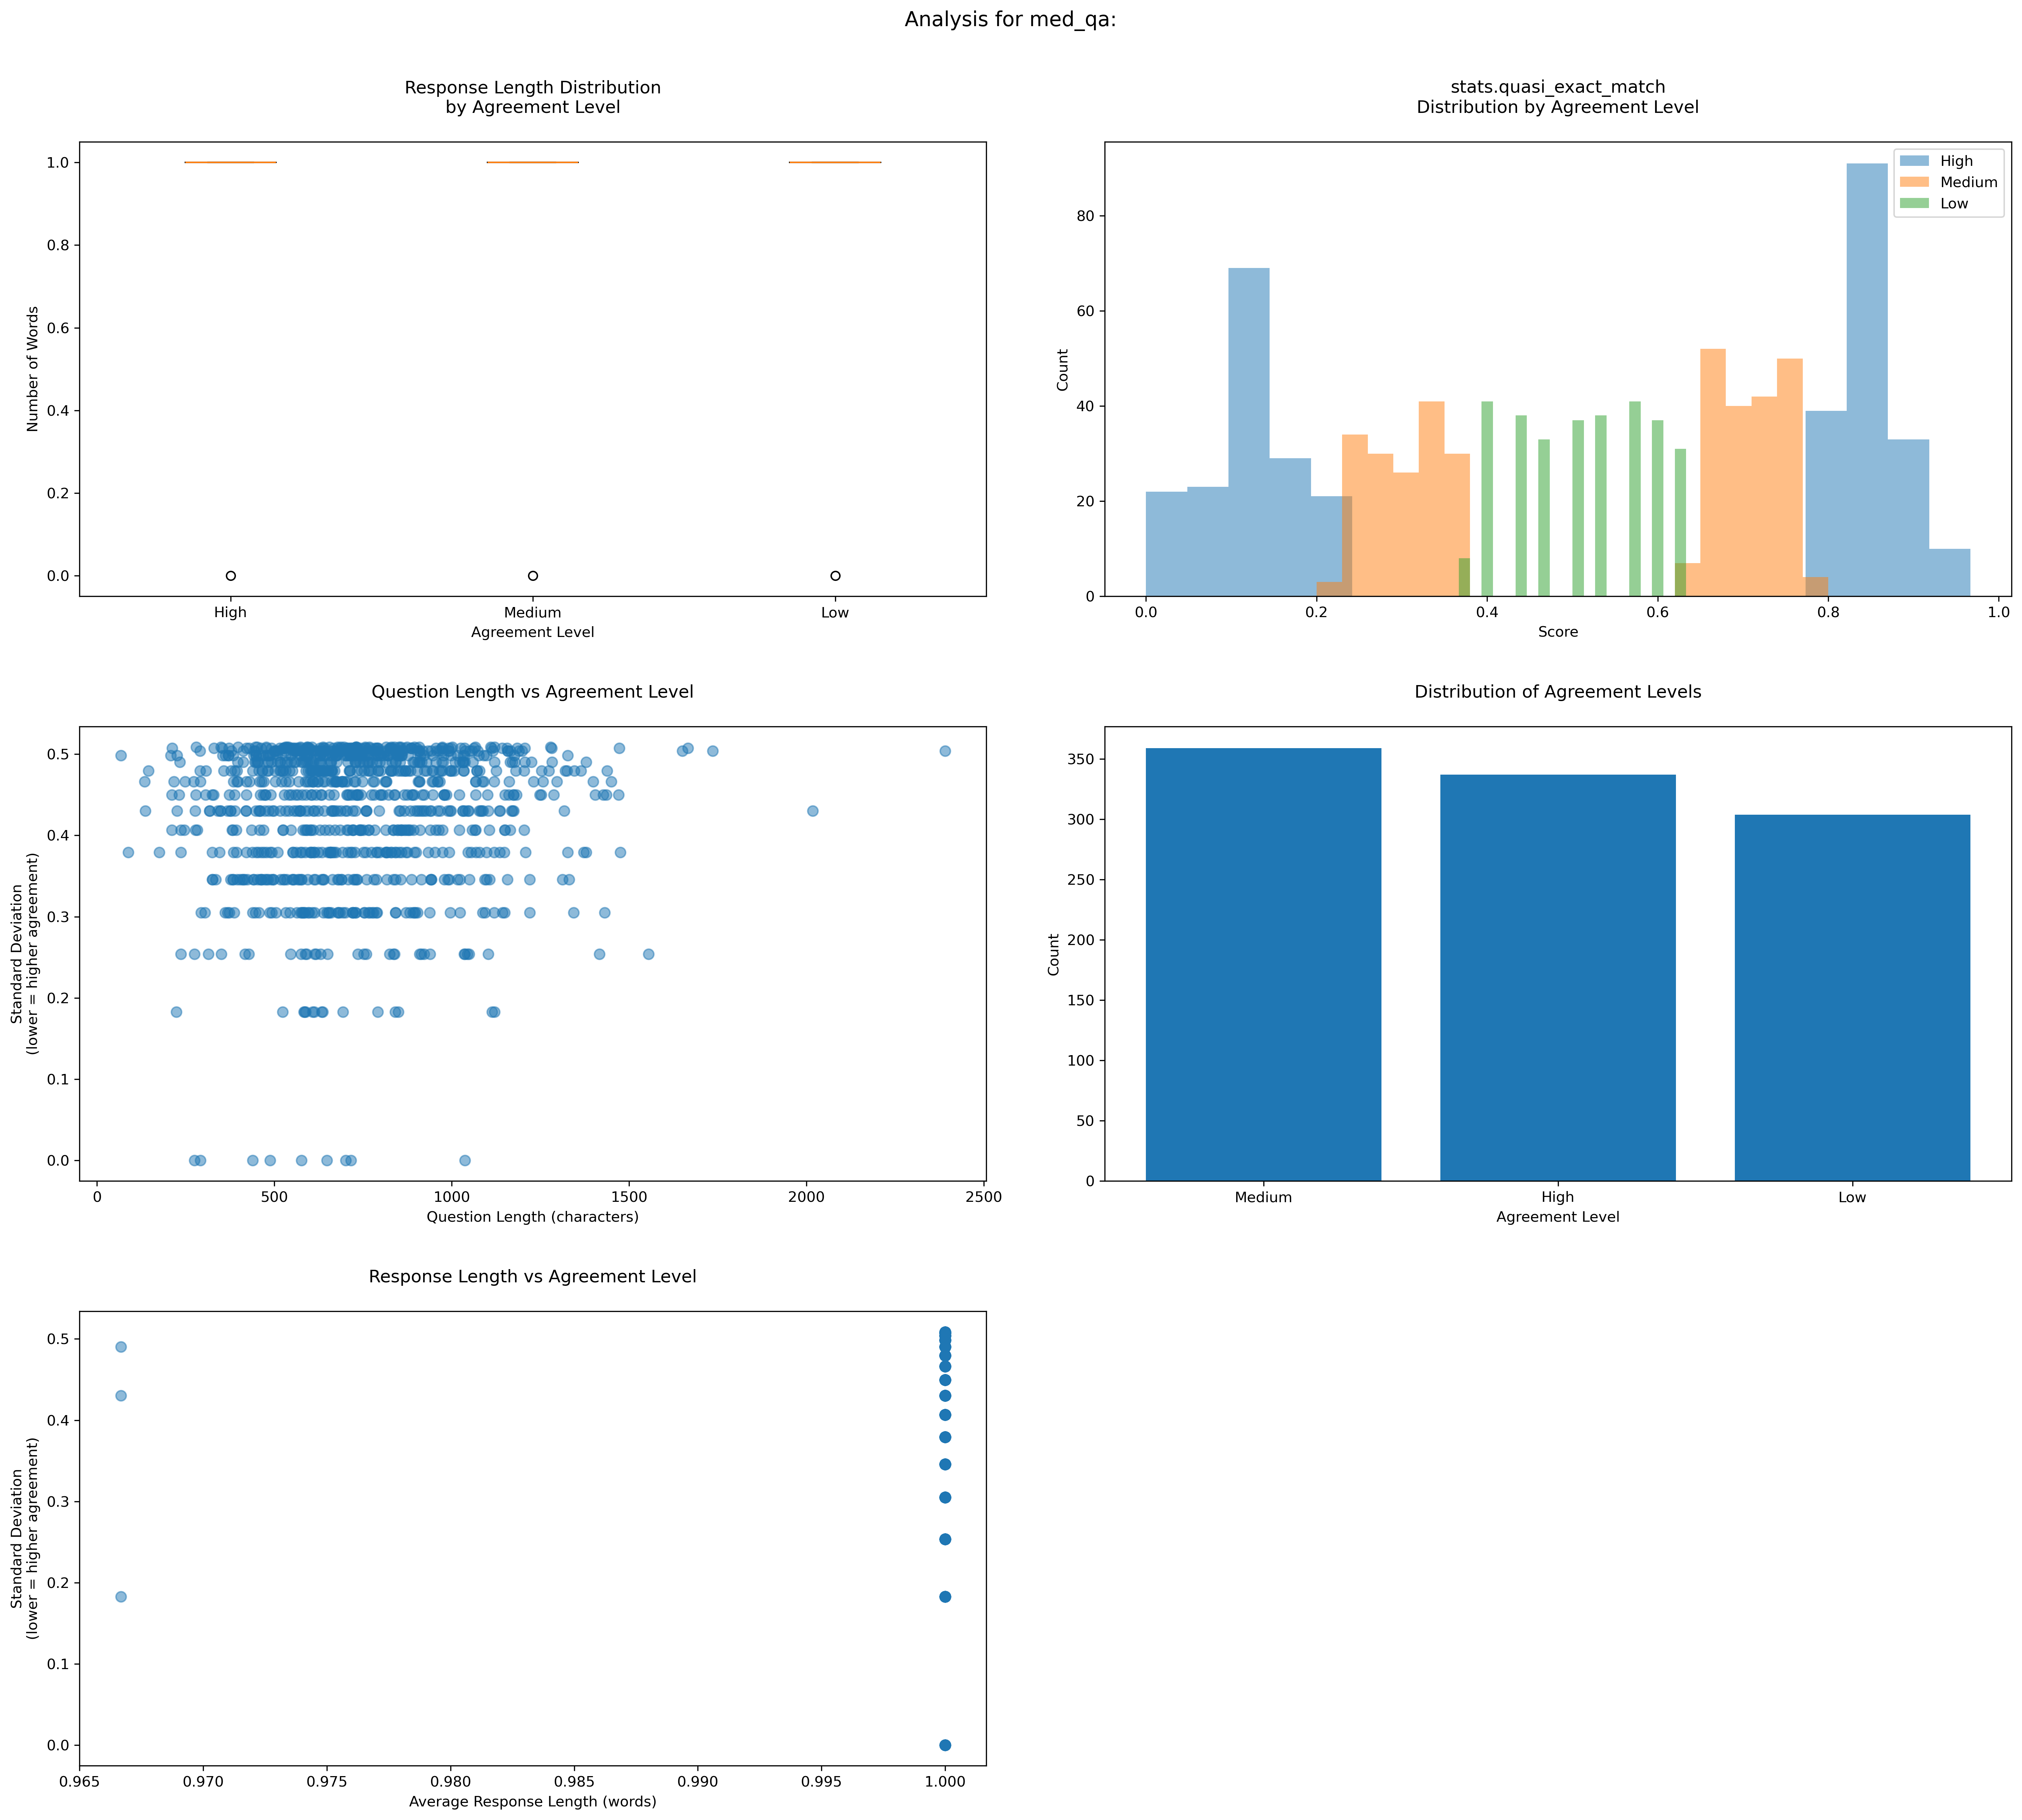 Analysis for med_qa:
Response Length Distribution
by Agreement Level
1.0
0.8
0.6
0.4
0.2
0.0
Number of Words
High
Medium
Low
Agreement Level
stats.quasi_exact_match
Distribution by Agreement Level
High
Medium
Low
80
60
40
20
0
Count
0.0
0.2
0.4
0.6
0.8
1.0
Score
Question Length vs Agreement Level
0.5
0.4
0.3
0.2
0.1
0.0
Standard Deviation
(lower = higher agreement)
0
500
1000
1500
2000
2500
Question Length (characters)
Distribution of Agreement Levels
350
300
250
200
150
100
50
0
Count
Medium
High
Low
Agreement Level
Response Length vs Agreement Level
0.5
0.4
0.3
0.2
0.1
0.0
Standard Deviation
(lower = higher agreement)
0.965
0.970
0.975
0.980
0.985
0.990
0.995
1.000
Average Response Length (words)